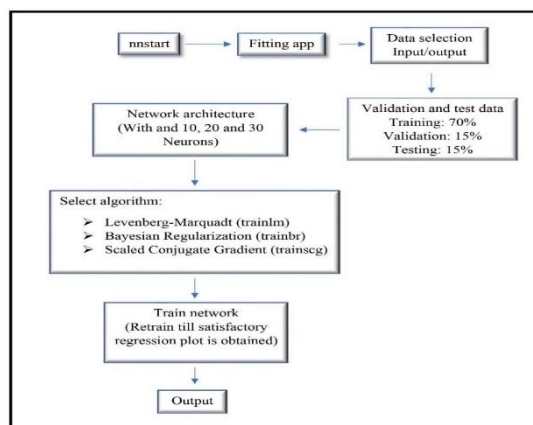 nnstart
Fitting app
Data selection
Input/output
Validation and test data
Training: 70%
Validation: 15%
Testing: 15%
Network architecture
(With and 10, 20 and 30
Neurons)
Select algorithm:
➢ Levenberg-Marquadt (trainlm)
➢ Bayesian Regularization (trainbr)
➢ Scaled Conjugate Gradient (trainscg)
Train network
(Retrain till satisfactory
regression plot is obtained)
Output